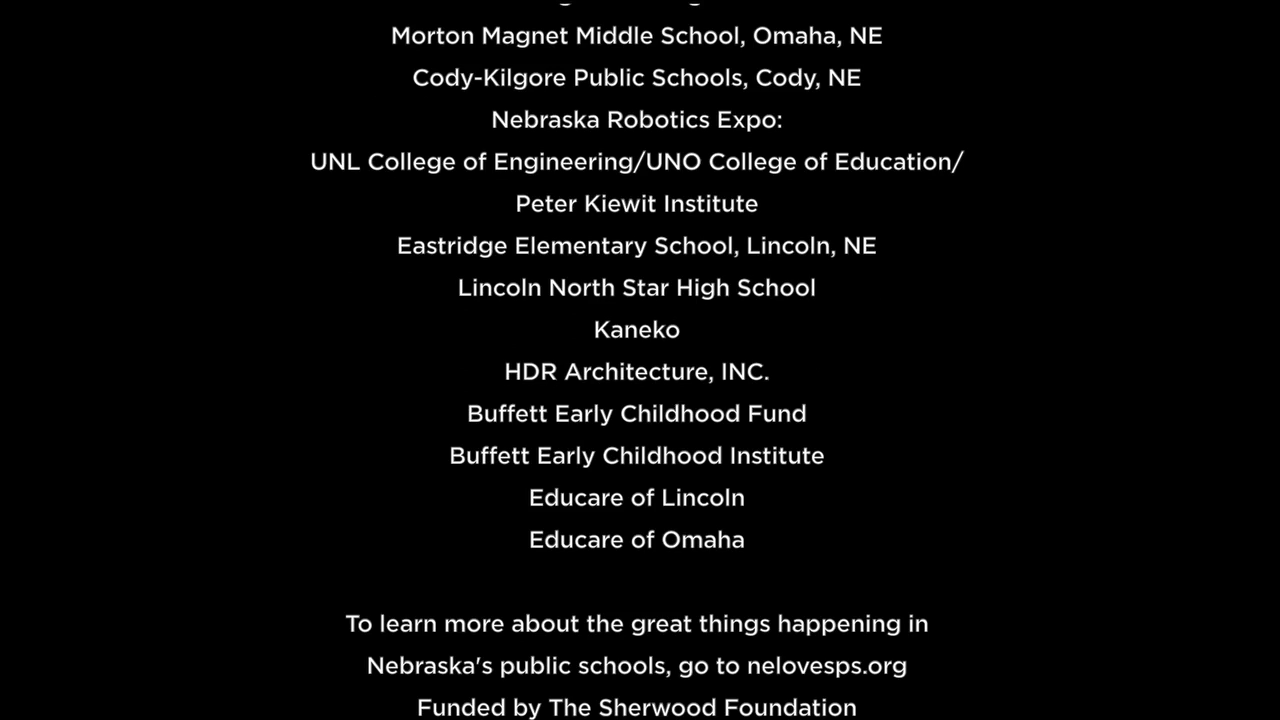 Morton Magnet Middle School, Omaha, NE
Cody-Kilgore Public Schools, Cody, NE
Nebraska Robotics Expo:
UNL College of Engineering/UNO College of Education/
Peter Kiewit Institute
Eastridge Elementary School, Lincoln, NE
Lincoln North Star High School
Kaneko
HDR Architecture, INC.
Buffett Early Childhood Fund
Buffett Early Childhood Institute
Educare of Lincoln
Educare of Omaha
To learn more about the great things happening in
Nebraska's public schools, go to nelovesps.org
Funded by The Sherwood Foundation